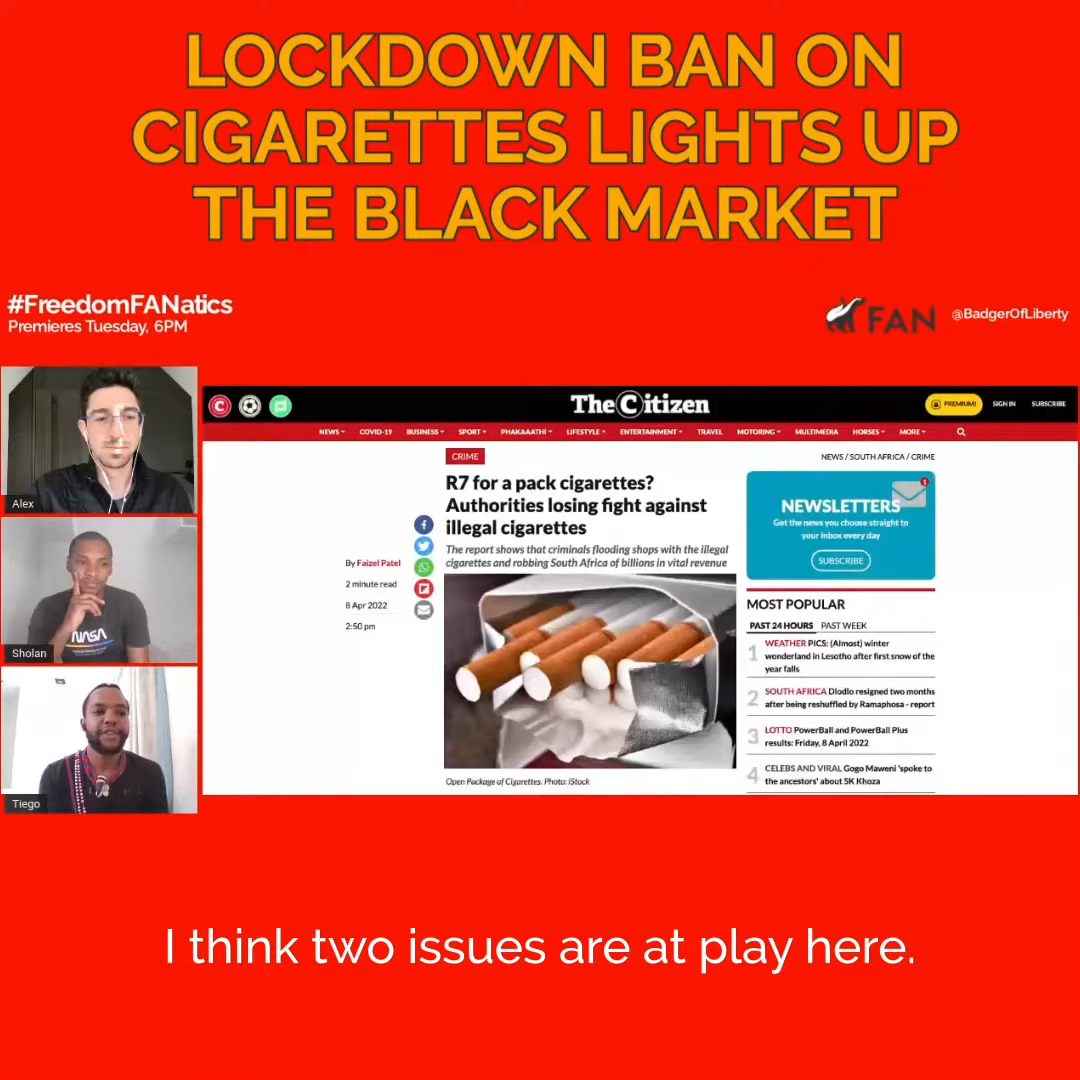 LOCKDOWN BAN ON
CIGARETTES LIGHTS UP
THE BLACK MARKET
#FreedomFANatics
Premieres Tuesday, 6PM
FAN
@BadgerOfLiberty
Alex
Sholan
NASA
Tiego
The Citizen
PREMIUM!
SIGN IN
SUBSCRIBE
NEWS
COVID-19
BUSINESS
SPORT
PHAKAAATHI
LIFESTYLE
ENTERTAINMENT
TRAVEL
MOTORING
MULTIMEDIA
HORSES
MORE
CRIME
NEWS / SOUTH AFRICA / CRIME
R7 for a pack cigarettes?
Authorities losing fight against
illegal cigarettes
The report shows that criminals flooding shops with the illegal
cigarettes and robbing South Africa of billions in vital revenue
By Faizel Patel
2 minute read
8 Apr 2022
2:50 pm
Open Package of Cigarettes. Photo: iStock
NEWSLETTERS
Get the news you choose straight to
your inbox every day
SUBSCRIBE
MOST POPULAR
PAST 24 HOURS PAST WEEK
1 WEATHER PICS: (Almost) winter
wonderland in Lesotho after first snow of the
year falls
2 SOUTH AFRICA Dlodlo resigned two months
after being reshuffled by Ramaphosa - report
3 LOTTO PowerBall and PowerBall Plus
results: Friday, 8 April 2022
4 CELEBS AND VIRAL Gogo Maweni 'spoke to
the ancestors' about SK Khoza
I think two issues are at play here.